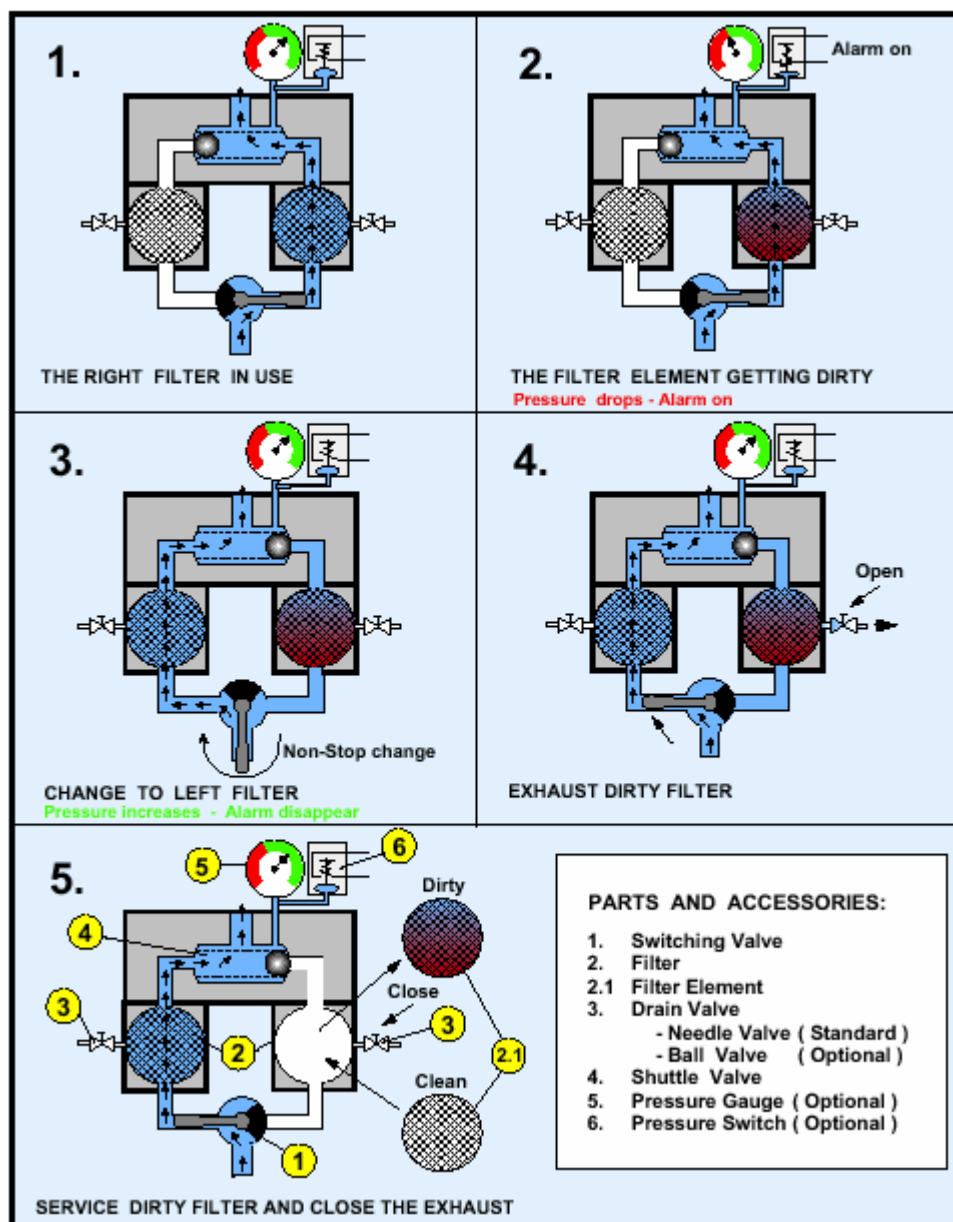 1.
THE RIGHT FILTER IN USE
2.
Alarm on
THE FILTER ELEMENT GETTING DIRTY
Pressure drops - Alarm on
3.
Non-Stop change
CHANGE TO LEFT FILTER
Pressure increases - Alarm disappear
4.
Open
EXHAUST DIRTY FILTER
5.
5
6
Dirty
4
Close
3
2
3
2.1
Clean
1
SERVICE DIRTY FILTER AND CLOSE THE EXHAUST
PARTS AND ACCESSORIES:
1. Switching Valve
2. Filter
2.1 Filter Element
3. Drain Valve
- Needle Valve ( Standard )
- Ball Valve ( Optional )
4. Shuttle Valve
5. Pressure Gauge ( Optional )
6. Pressure Switch ( Optional )